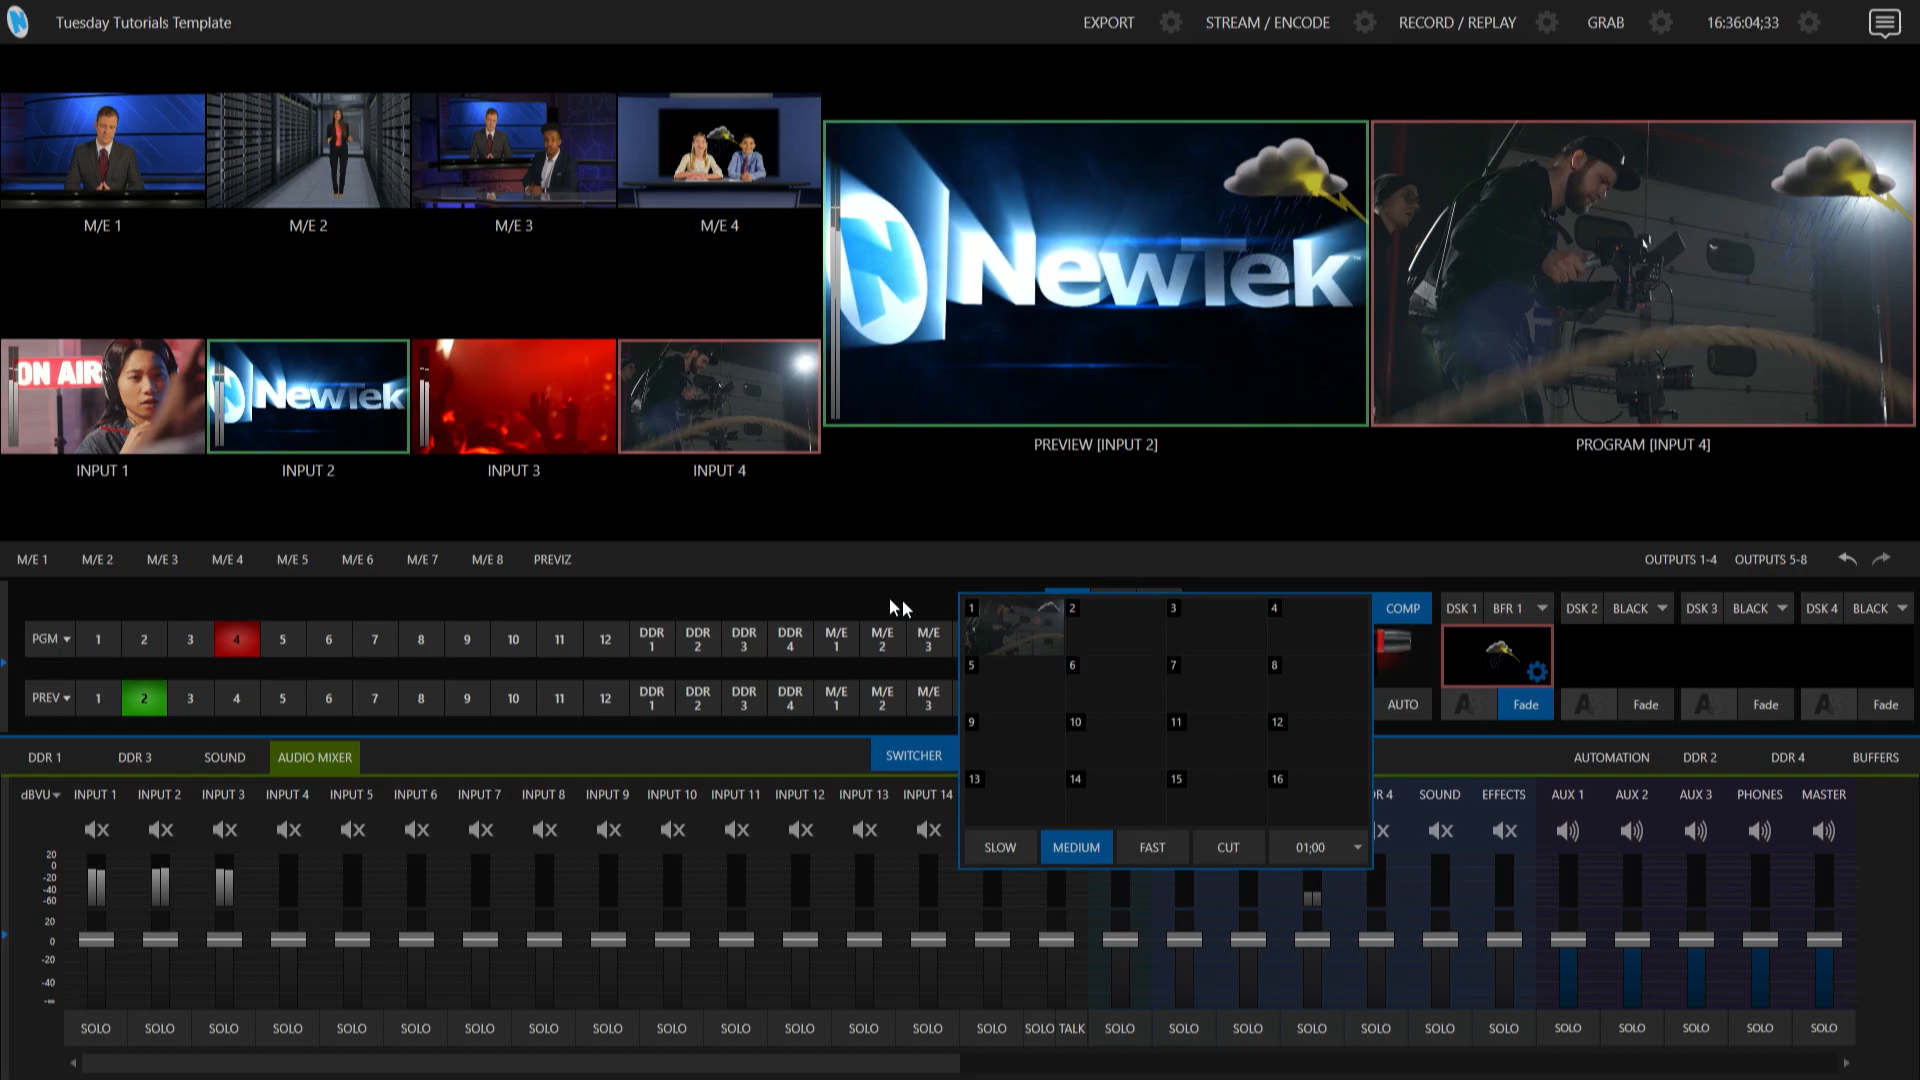 Tuesday Tutorials Template
EXPORT STREAM / ENCODE RECORD / REPLAY GRAB 16:36:04;33
M/E 1 M/E 2 M/E 3 M/E 4
NEWTEK
ON AIR NEWTEK
INPUT 1 INPUT 2 INPUT 3 INPUT 4
PREVIEW [INPUT 2] PROGRAM [INPUT 4]
M/E 1 M/E 2 M/E 3 M/E 4 M/E 5 M/E 6 M/E 7 M/E 8 PREVIZ OUTPUTS 1-4 OUTPUTS 5-8
PGM 1 2 3 4 5 6 7 8 9 10 11 12 DDR 1 DDR 2 DDR 3 DDR 4 M/E 1 M/E 2 M/E 3
PREV 1 2 3 4 5 6 7 8 9 10 11 12 DDR 1 DDR 2 DDR 3 DDR 4 M/E 1 M/E 2 M/E 3
1 2 3 4
5 6 7 8
9 10 11 12
13 14 15 16
SLOW MEDIUM FAST CUT 01;00
COMP DSK 1 BFR 1 DSK 2 BLACK DSK 3 BLACK DSK 4 BLACK
AUTO Fade Fade Fade Fade
DDR 1 DDR 3 SOUND AUDIO MIXER SWITCHER AUTOMATION DDR 2 DDR 4 BUFFERS
dBVU INPUT 1 INPUT 2 INPUT 3 INPUT 4 INPUT 5 INPUT 6 INPUT 7 INPUT 8 INPUT 9 INPUT 10 INPUT 11 INPUT 12 INPUT 13 INPUT 14 R 4 SOUND EFFECTS AUX 1 AUX 2 AUX 3 PHONES MASTER
20
0
-20
-40
-60
20
0
-20
-40
-∞
SOLO SOLO SOLO SOLO SOLO SOLO SOLO SOLO SOLO SOLO SOLO SOLO SOLO SOLO SOLO SOLO TALK SOLO SOLO SOLO SOLO SOLO SOLO SOLO SOLO SOLO SOLO SOLO SOLO